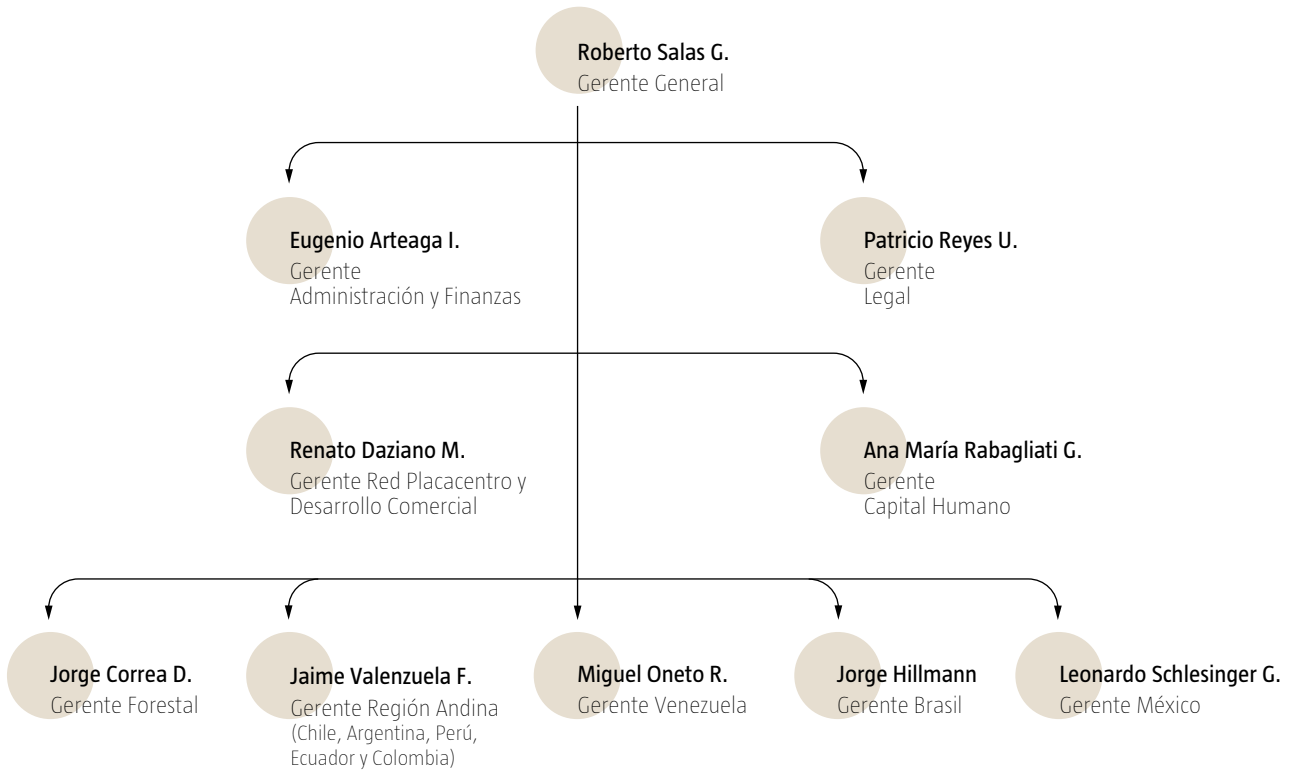 Roberto Salas G.
Gerente General
Eugenio Arteaga I.
Gerente
Administración y Finanzas
Patricio Reyes U.
Gerente
Legal
Renato Daziano M.
Gerente Red Placacentro y
Desarrollo Comercial
Ana María Rabagliati G.
Gerente
Capital Humano
Jorge Correa D.
Gerente Forestal
Jaime Valenzuela F.
Gerente Región Andina
(Chile, Argentina, Perú,
Ecuador y Colombia)
Miguel Oneto R.
Gerente Venezuela
Jorge Hillmann
Gerente Brasil
Leonardo Schlesinger G.
Gerente México